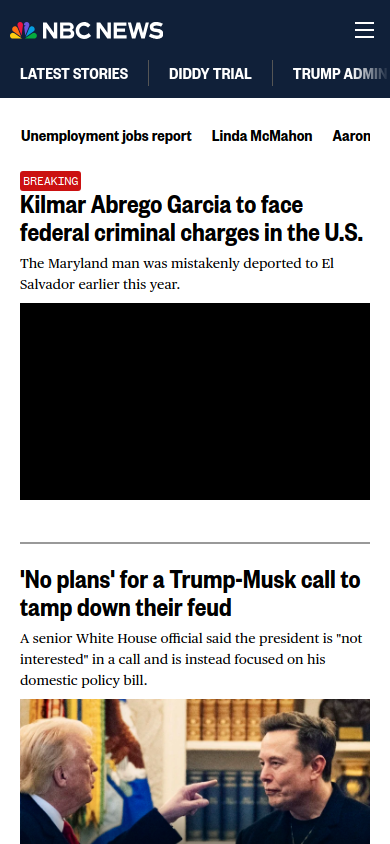 NBC NEWS
LATEST STORIES
DIDDY TRIAL
TRUMP ADMIN
Unemployment jobs report
Linda McMahon
Aaron
BREAKING
Kilmar Abrego Garcia to face
federal criminal charges in the U.S.
The Maryland man was mistakenly deported to El
Salvador earlier this year.
'No plans' for a Trump-Musk call to
tamp down their feud
A senior White House official said the president is "not
interested" in a call and is instead focused on his
domestic policy bill.